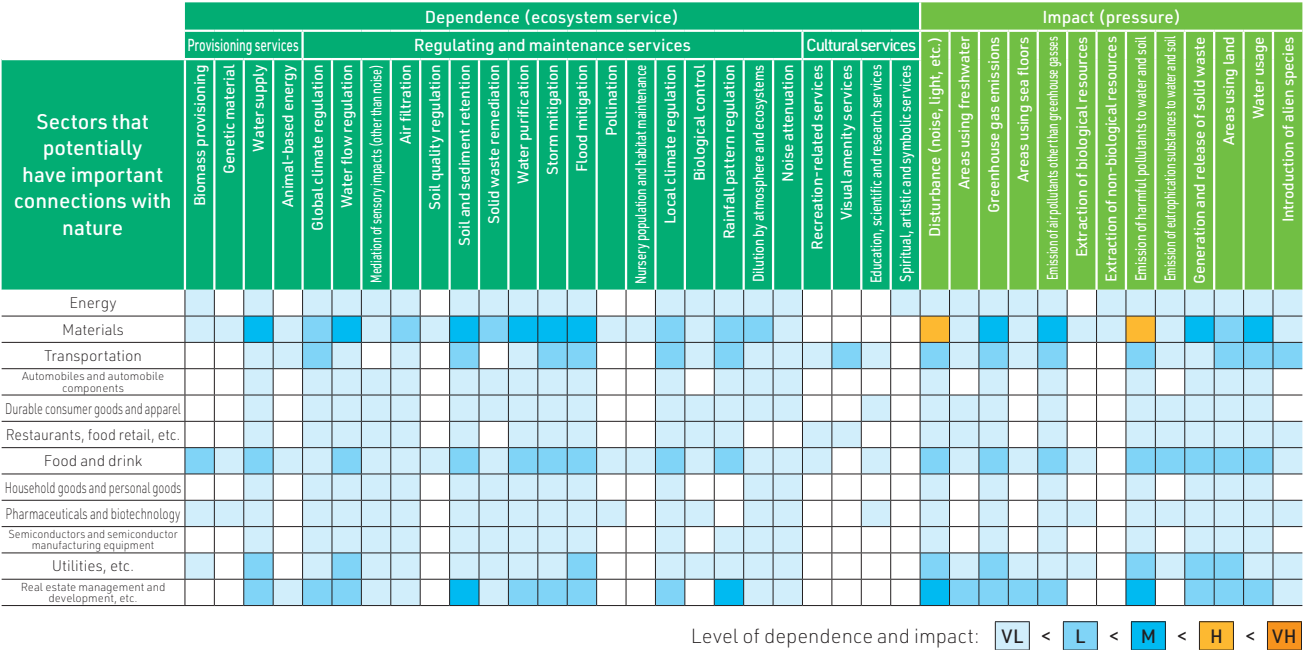 Dependence (ecosystem service)
Impact (pressure)
Provisioning services
Regulating and maintenance services
Cultural services
Sectors that
potentially
have important
connections with
nature
Biomass provisioning
Genetic material
Water supply
Animal-based energy
Global climate regulation
Water flow regulation
Mediation of sensory impacts (other than noise)
Air filtration
Soil quality regulation
Soil and sediment retention
Solid waste remediation
Water purification
Storm mitigation
Flood mitigation
Pollination
Nursery population and habitat maintenance
Local climate regulation
Biological control
Rainfall pattern regulation
Dilution by atmosphere and ecosystems
Noise attenuation
Recreation-related services
Visual amenity services
Education, scientific and research services
Spiritual, artistic and symbolic services
Disturbance (noise, light, etc.)
Areas using freshwater
Greenhouse gas emissions
Areas using sea floors
Emission of air pollutants other than greenhouse gasses
Extraction of biological resources
Extraction of non-biological resources
Emission of harmful pollutants to water and soil
Emission of eutrophication substances to water and soil
Generation and release of solid waste
Areas using land
Water usage
Introduction of alien species
Energy
Materials
Transportation
Automobiles and automobile
components
Durable consumer goods and apparel
Restaurants, food retail, etc.
Food and drink
Household goods and personal goods
Pharmaceuticals and biotechnology
Semiconductors and semiconductor
manufacturing equipment
Utilities, etc.
Real estate management and
development, etc.
Level of dependence and impact: VL < L < M < H < VH